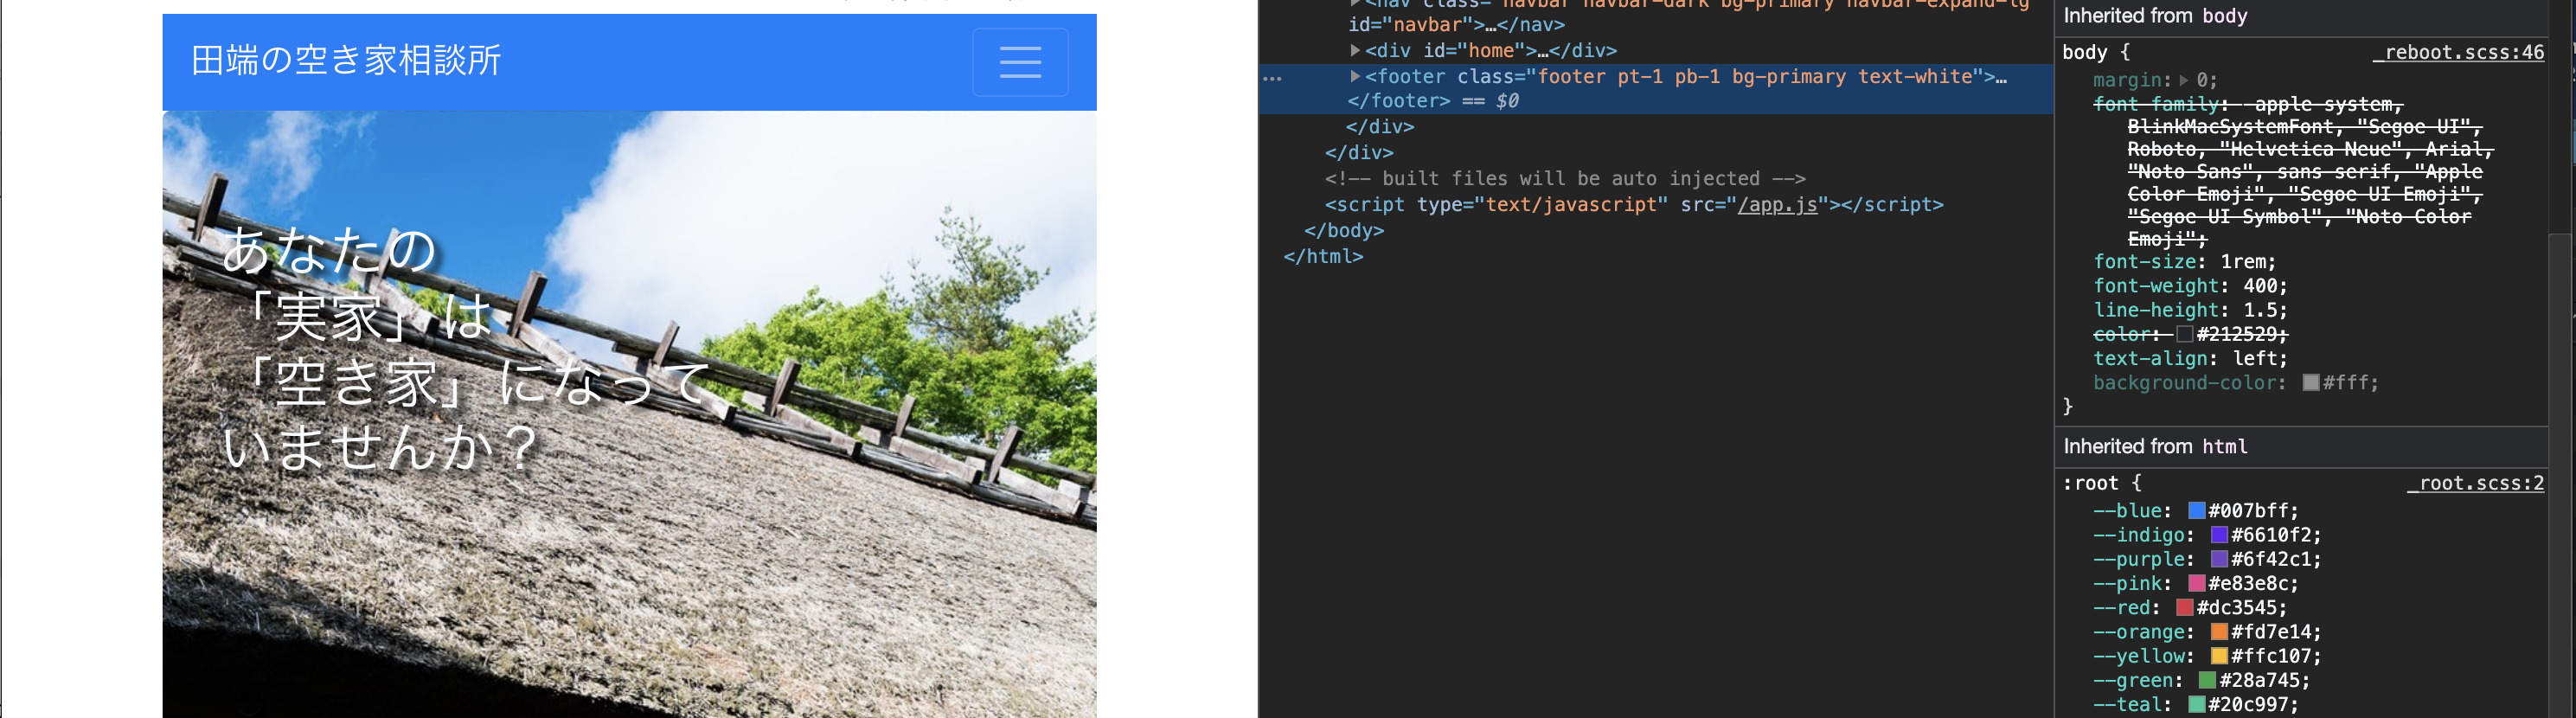 田端の空き家相談所
あなたの
「実家」は
「空き家」になって
いませんか？
<nav class="navbar navbar-dark bg-primary navbar-expand-lg
id="navbar">…</nav>
<div id="home">…</div>
<footer class="footer pt-1 pb-1 bg-primary text-white">…
</footer> == $0
</div>
</div>
<!-- built files will be auto injected -->
<script type="text/javascript" src="/app.js"></script>
</body>
</html>
Inherited from body
body {
_reboot.scss:46
margin: 0;
font-family: -apple-system,
BlinkMacSystemFont, "Segoe UI",
Roboto, "Helvetica Neue", Arial,
"Noto Sans", sans-serif, "Apple
Color Emoji", "Segoe UI Emoji",
"Segoe UI Symbol", "Noto Color
Emoji";
font-size: 1rem;
font-weight: 400;
line-height: 1.5;
color: #212529;
text-align: left;
background-color: #fff;
}
Inherited from html
:root {
_root.scss:2
--blue: #007bff;
--indigo: #6610f2;
--purple: #6f42c1;
--pink: #e83e8c;
--red: #dc3545;
--orange: #fd7e14;
--yellow: #ffc107;
--green: #28a745;
--teal: #20c997;